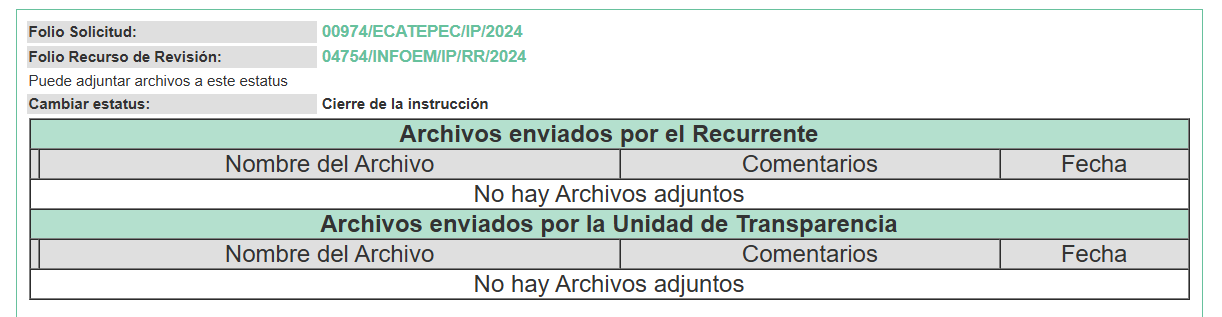 Folio Solicitud: 00974/ECATEPEC/IP/2024
Folio Recurso de Revisión: 04754/INFOEM/IP/RR/2024
Puede adjuntar archivos a este estatus
Cambiar estatus: Cierre de la instrucción
Archivos enviados por el Recurrente
Nombre del Archivo Comentarios Fecha
No hay Archivos adjuntos
Archivos enviados por la Unidad de Transparencia
Nombre del Archivo Comentarios Fecha
No hay Archivos adjuntos